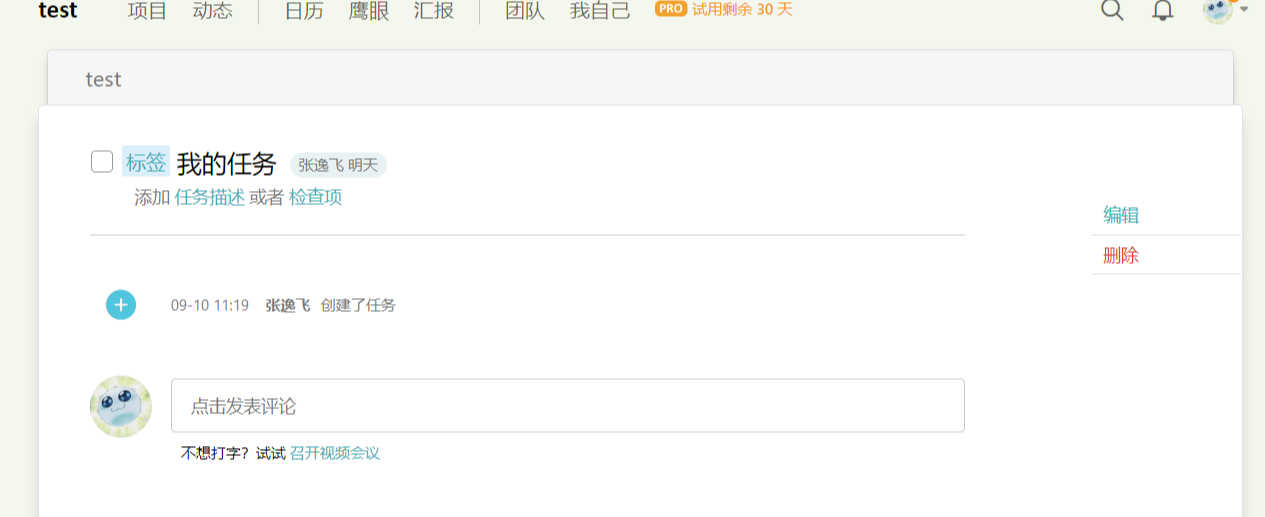 test 项目 动态 日历 鹰眼 汇报 团队 我自己 PRO 试用剩余 30 天
test
标签 我的任务 张逸飞 明天
添加 任务描述 或者 检查项
编辑
删除
09-10 11:19 张逸飞 创建了任务
点击发表评论
不想打字？试试 召开视频会议